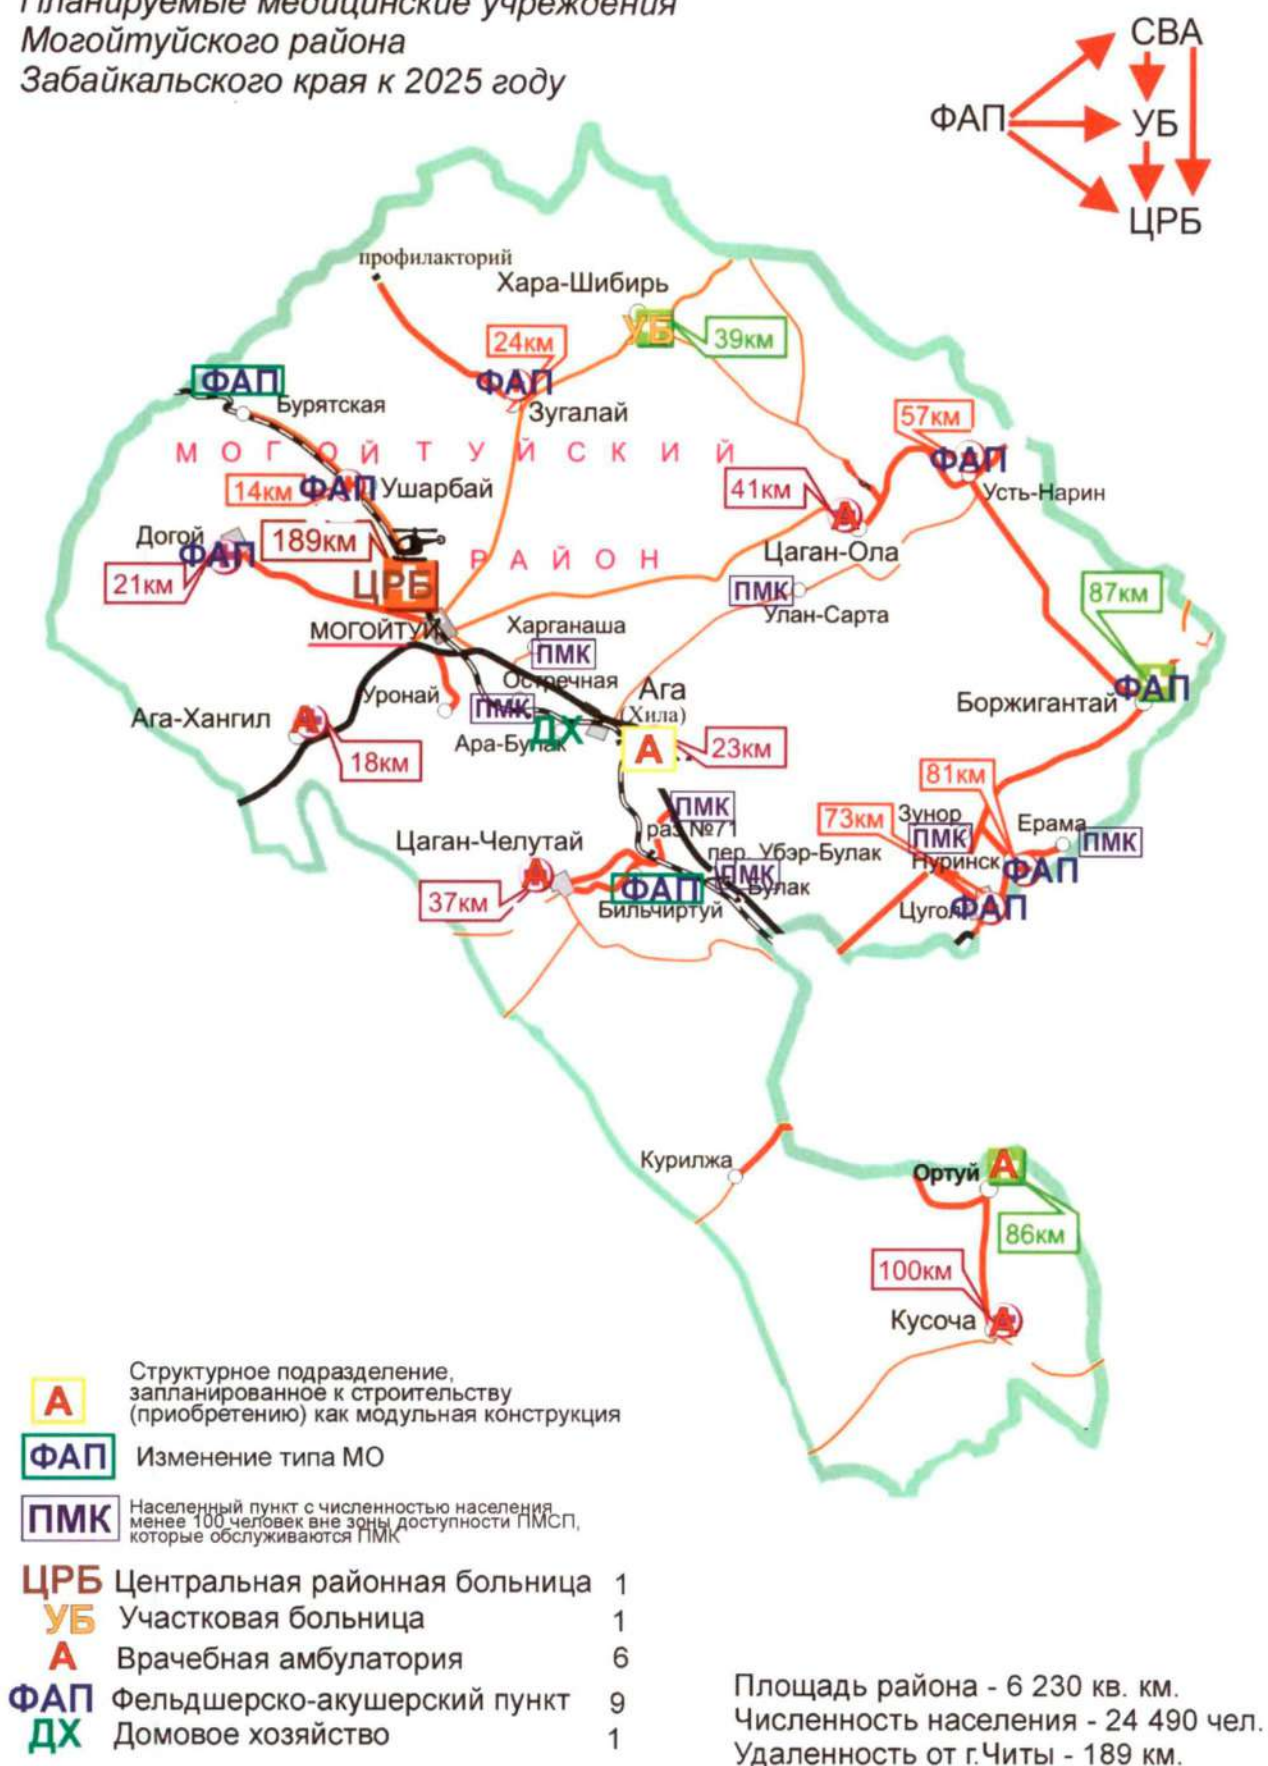 Планируемые медицинские учреждения
Могойтуйского района
Забайкальского края к 2025 году
СВА
ФАП
УБ
ЦРБ
профилакторий
Хара-Шибирь
УБ
39км
24км
ФАП
Зугалай
ФАП
Бурятская
57км
ФАП
Усть-Нарин
МОГОЙТУЙСКИЙ
14км
ФАП
Ушарбай
41км
А
Цаган-Ола
Догой
ФАП
21км
189км
ЦРБ
РАЙОН
МОГОЙТУЙ
ПМК
Улан-Сарта
87км
ФАП
Боржигантай
Харганаша
ПМК
Остречная
Уронай
ПМК
Ара-Булак
ДХ
Ага
(Хила)
А
23км
Ага-Хангил
А
18км
ПМК
раз.№71
81км
73км
Зунор
ПМК
Ерама
ПМК
Цаган-Челутай
А
37км
пер. Убэр-Булак
ПМК
Булак
Нуринск
ФАП
ФАП
Бильчиртуй
Цугол
ФАП
Курилжа
Ортуй
А
86км
100км
Кусоча
А
А
Структурное подразделение,
запланированное к строительству
(приобретению) как модульная конструкция
ФАП Изменение типа МО
ПМК
Населенный пункт с численностью населения
менее 100 человек вне зоны доступности ПМСП,
которые обслуживаются ПМК
ЦРБ Центральная районная больница 1
УБ Участковая больница 1
А Врачебная амбулатория 6
ФАП Фельдшерско-акушерский пункт 9
ДХ Домовое хозяйство 1
Площадь района - 6 230 кв. км.
Численность населения - 24 490 чел.
Удаленность от г.Читы - 189 км.